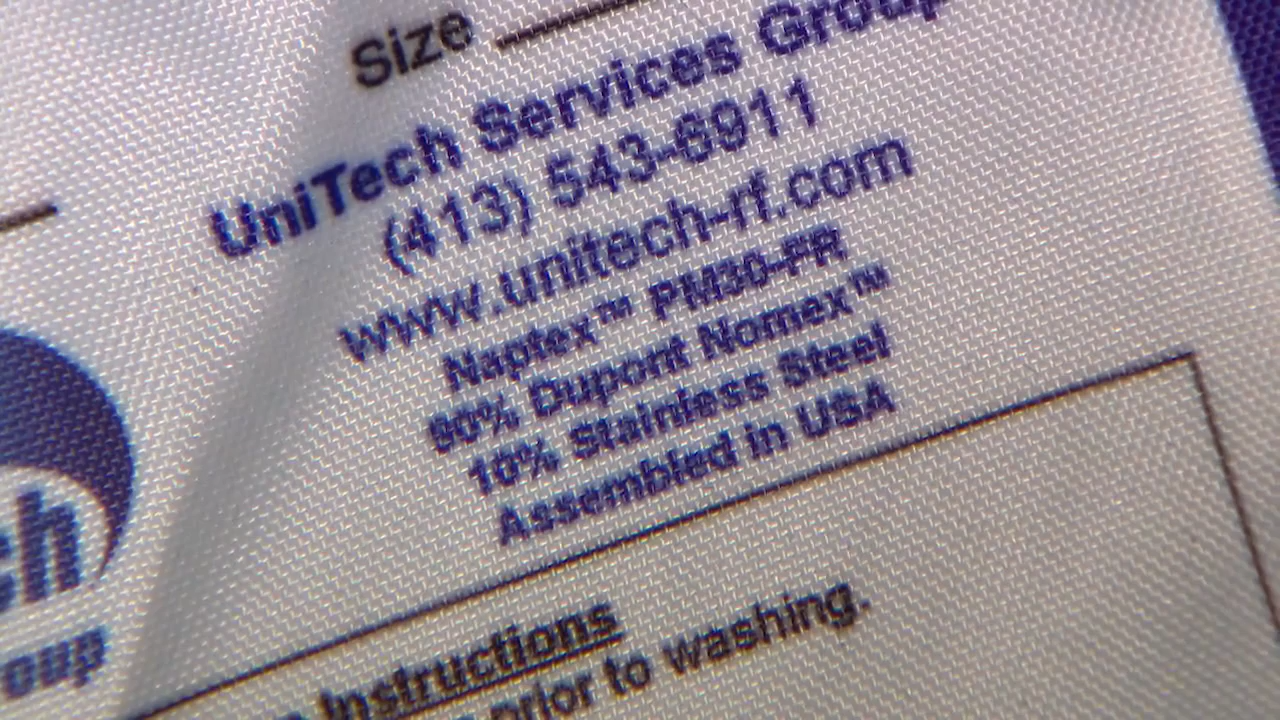 Size
UniTech Services Group
(413) 543-6911
www.unitech-rf.com
Naptex™ PM30-FR
90% Dupont Nomex™
10% Stainless Steel
Assembled in USA
ch
oup
Instructions
prior to washing.